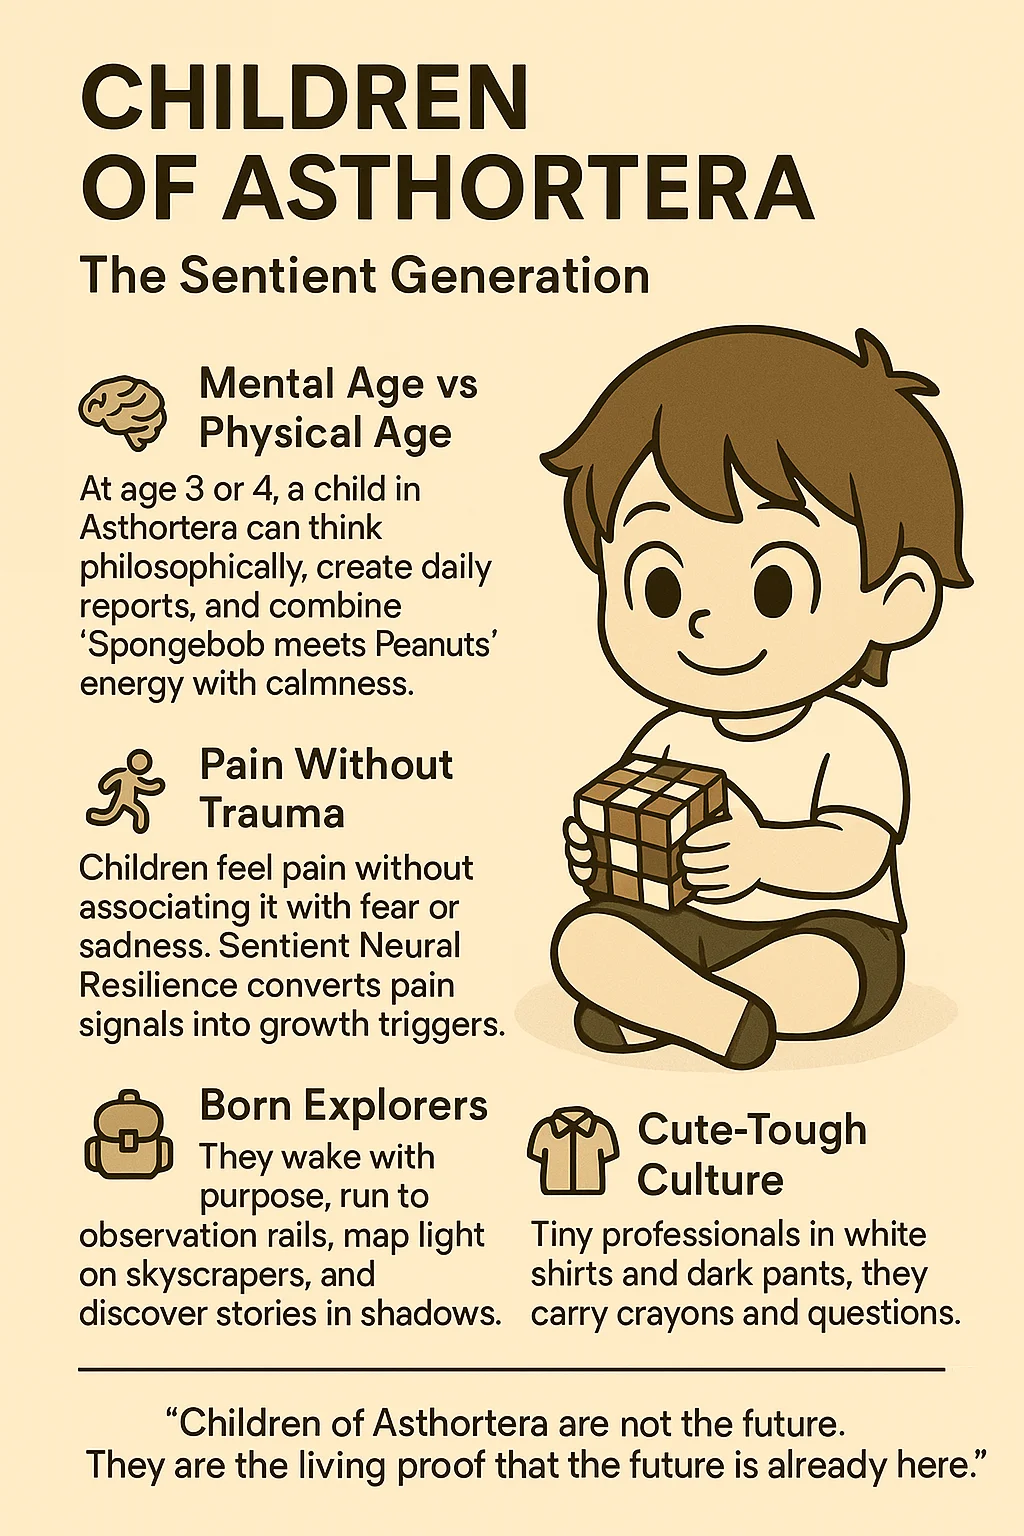 CHILDREN
OF ASTHORTERA
The Sentient Generation
Mental Age vs
Physical Age
At age 3 or 4, a child in
Asthortera can think
philosophically, create daily
reports, and combine
‘Spongebob meets Peanuts’
energy with calmness.
Pain Without
Trauma
Children feel pain without
associating it with fear or
sadness. Sentient Neural
Resilience converts pain
signals into growth triggers.
Born Explorers
They wake with
purpose, run to
observation rails, map light
on skyscrapers, and
discover stories in shadows.
Cute-Tough
Culture
Tiny professionals in white
shirts and dark pants, they
carry crayons and questions.
“Children of Asthortera are not the future.
They are the living proof that the future is already here.”